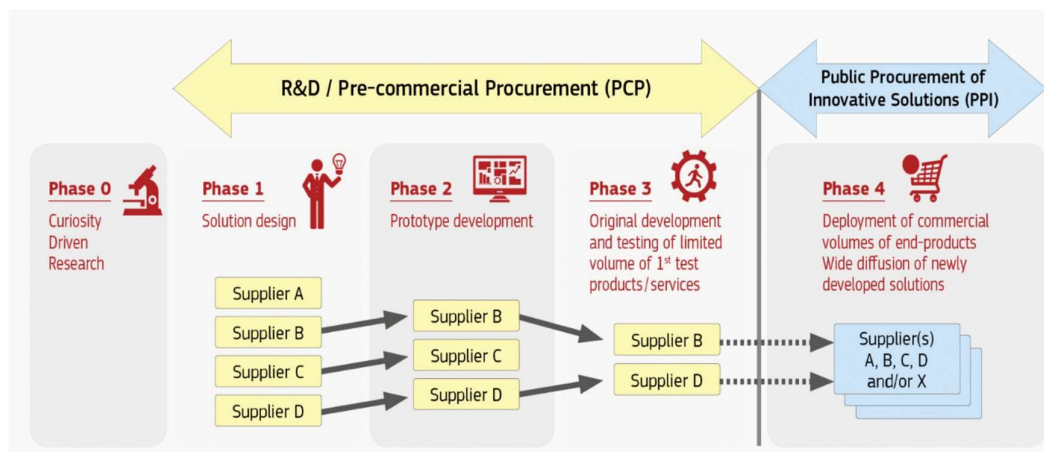 R&D / Pre-commercial Procurement (PCP)
Public Procurement of
Innovative Solutions (PPI)
Phase 0
Curiosity
Driven
Research
Phase 1
Solution design
Phase 2
Prototype development
Phase 3
Original development
and testing of limited
volume of 1st test
products/services
Phase 4
Deployment of commercial
volumes of end-products
Wide diffusion of newly
developed solutions
Supplier A
Supplier B
Supplier C
Supplier D
Supplier B
Supplier C
Supplier D
Supplier B
Supplier D
Supplier(s)
A, B, C, D
and/or X